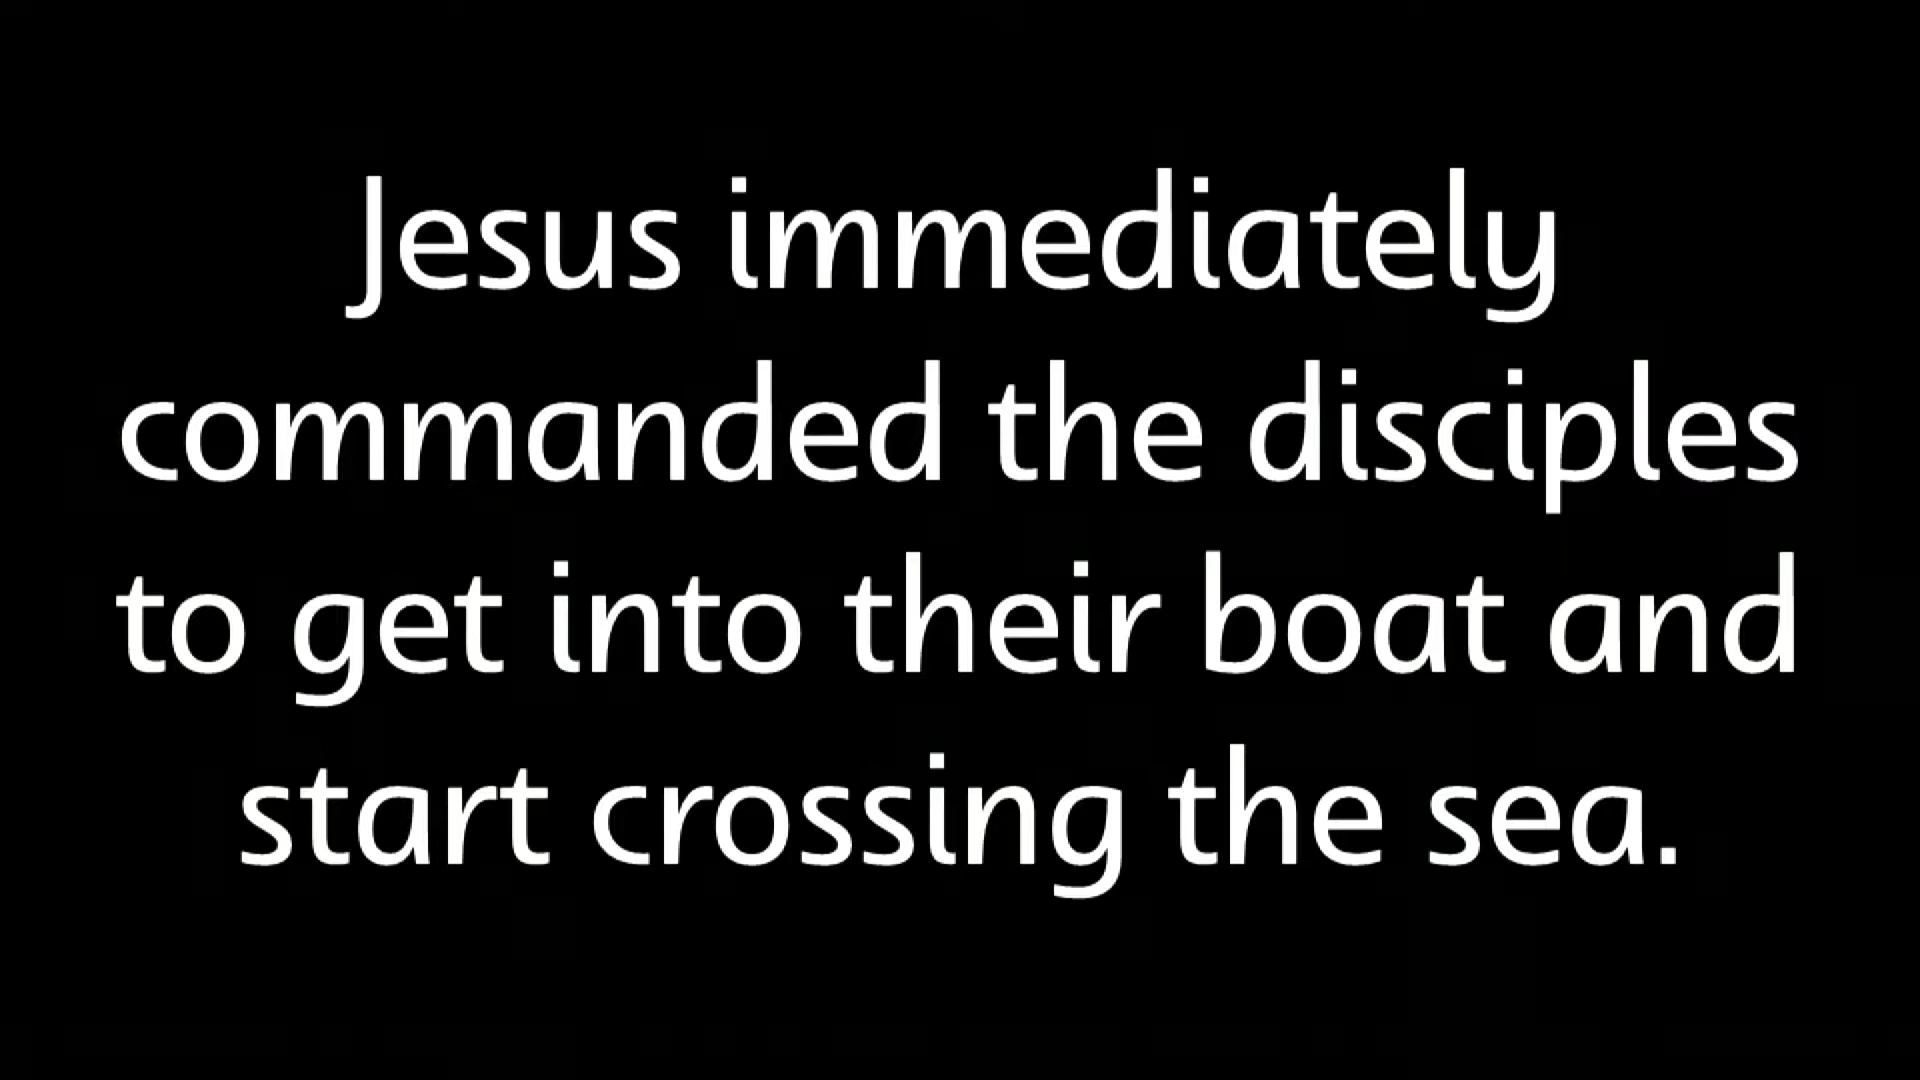 Jesus immediately
commanded the disciples
to get into their boat and
start crossing the sea.